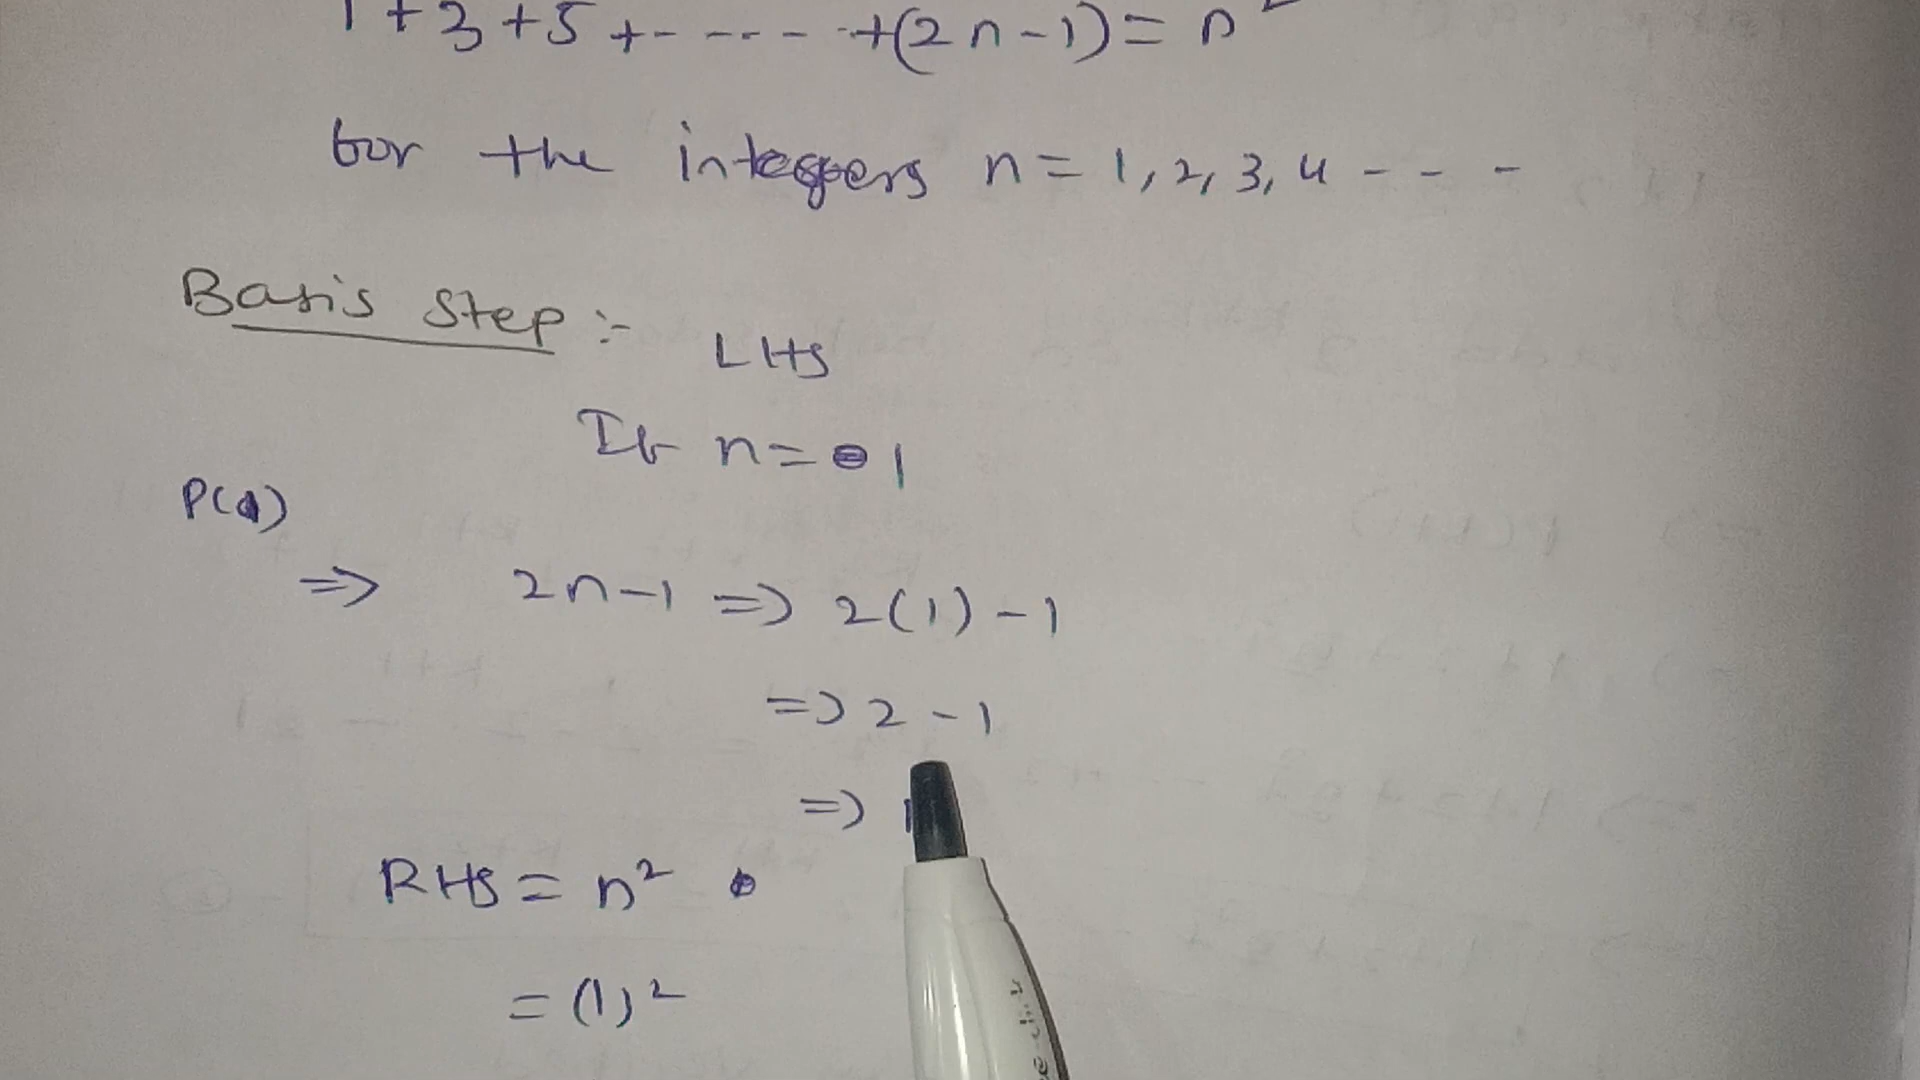 1 + 3 + 5 + - - - - - + (2n-1) = n²
for the integers n = 1, 2, 3, 4 - - -
Basis Step :-
LHS
If n = 1
P(1)
=> 2n-1 => 2(1) - 1
=> 2 - 1
=> 1
RHS = n²
= (1)²